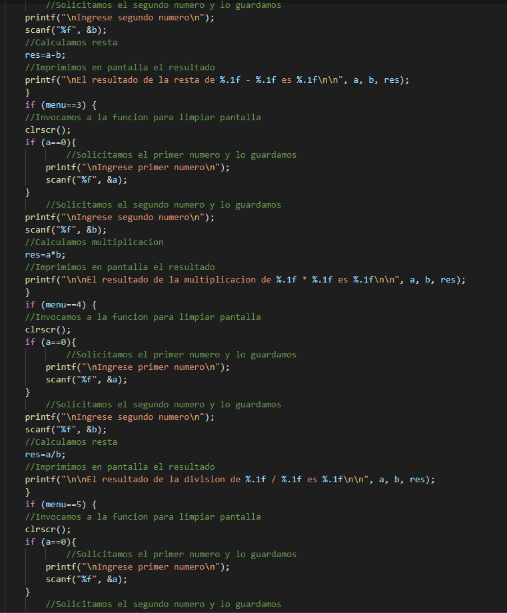 //Solicitamos el segundo numero y lo guardamos
printf("\nIngrese segundo numero\n");
scanf("%f", &b);
//Calculamos resta
res=a-b;
//Imprimimos en pantalla el resultado
printf("\nEl resultado de la resta de %.1f - %.1f es %.1f\n\n", a, b, res);
}
if (menu==3) {
//Invocamos a la funcion para limpiar pantalla
clrscr();
if (a==0){
//Solicitamos el primer numero y lo guardamos
printf("\nIngrese primer numero\n");
scanf("%f", &a);
}
//Solicitamos el segundo numero y lo guardamos
printf("\nIngrese segundo numero\n");
scanf("%f", &b);
//Calculamos multiplicacion
res=a*b;
//Imprimimos en pantalla el resultado
printf("\n\nEl resultado de la multiplicacion de %.1f * %.1f es %.1f\n\n", a, b, res);
}
if (menu==4) {
//Invocamos a la funcion para limpiar pantalla
clrscr();
if (a==0){
//Solicitamos el primer numero y lo guardamos
printf("\nIngrese primer numero\n");
scanf("%f", &a);
}
//Solicitamos el segundo numero y lo guardamos
printf("\nIngrese segundo numero\n");
scanf("%f", &b);
//Calculamos resta
res=a/b;
//Imprimimos en pantalla el resultado
printf("\n\nEl resultado de la division de %.1f / %.1f es %.1f\n\n", a, b, res);
}
if (menu==5) {
//Invocamos a la funcion para limpiar pantalla
clrscr();
if (a==0){
//Solicitamos el primer numero y lo guardamos
printf("\nIngrese primer numero\n");
scanf("%f", &a);
}
//Solicitamos el segundo numero y lo guardamos